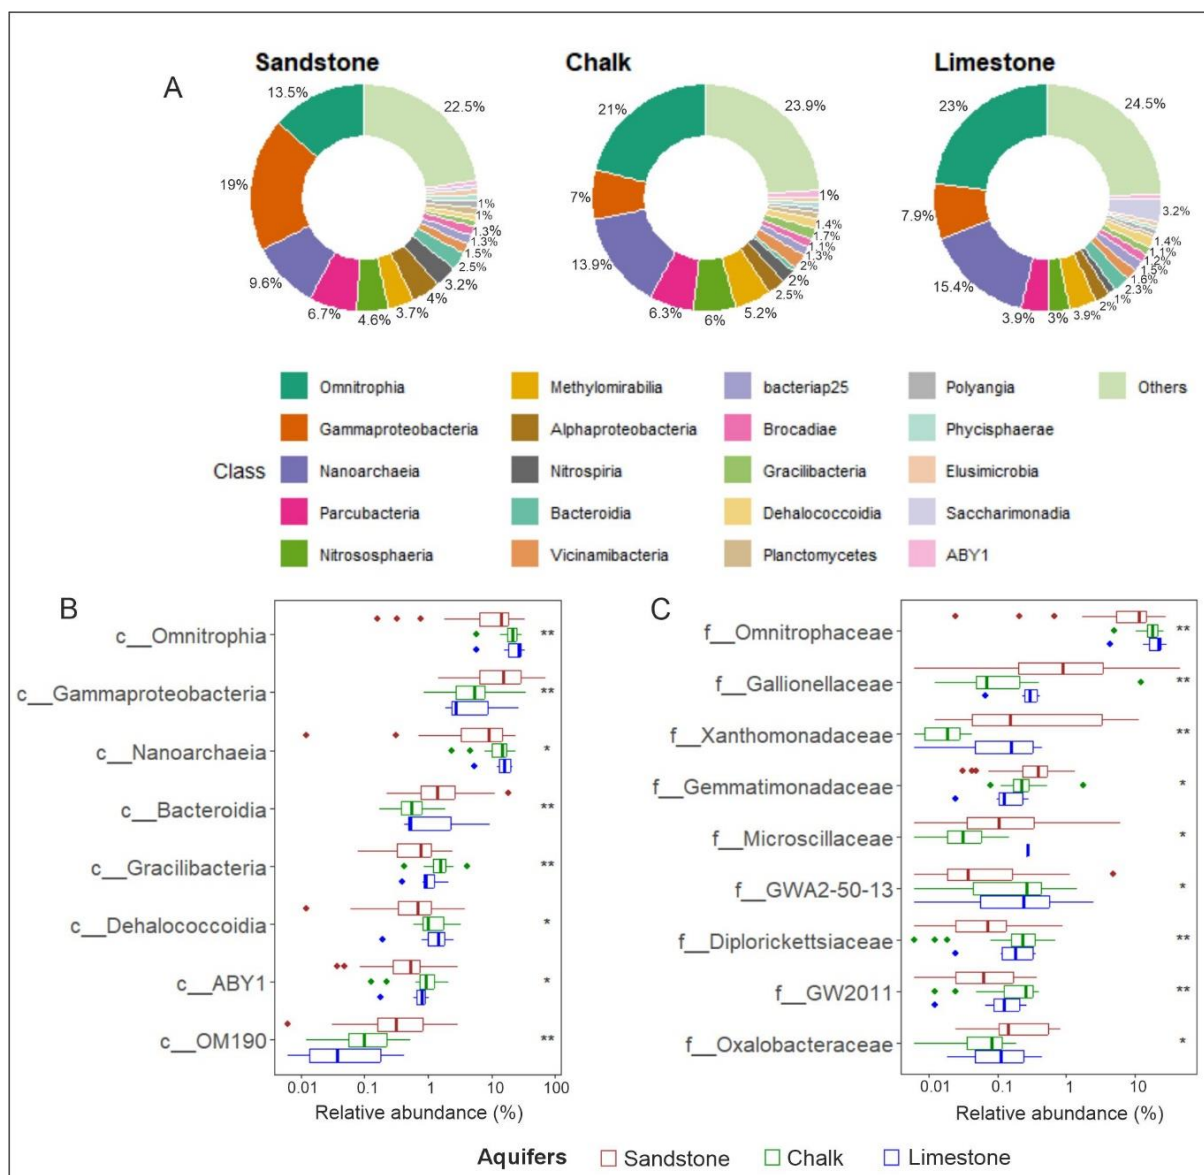 A
Sandstone
13.5%
22.5%
19%
9.6%
6.7%
4.6%
3.7%
4%
3.2%
2.5%
1.5%
1.3%
1.3%
1%
1%
Chalk
21%
23.9%
7%
13.9%
6.3%
6%
5.2%
2.5%
2%
2%
1.3%
1.1%
1.7%
1.4%
1%
Limestone
23%
24.5%
7.9%
15.4%
3.9%
3%
3.9%
2%
1%
2.3%
1.6%
1.5%
1.2%
1.1%
1.4%
3.2%
Class
Omnitrophia
Gammaproteobacteria
Nanoarchaeia
Parcubacteria
Nitrososphaeria
Methylomirabilia
Alphaproteobacteria
Nitrospiria
Bacteroidia
Vicinamibacteria
bacteriap25
Brocadiae
Gracilibacteria
Dehalococcoidia
Planctomycetes
Polyangia
Phycisphaerae
Elusimicrobia
Saccharimonadia
ABY1
Others
B
c__Omnitrophia **
c__Gammaproteobacteria **
c__Nanoarchaeia *
c__Bacteroidia **
c__Gracilibacteria **
c__Dehalococcoidia *
c__ABY1 *
c__OM190 **
0.01 0.1 1 10 100
Relative abundance (%)
C
f__Omnitrophaceae **
f__Gallionellaceae **
f__Xanthomonadaceae **
f__Gemmatimonadaceae *
f__Microscillaceae *
f__GWA2-50-13 *
f__Diplorickettsiaceae **
f__GW2011 **
f__Oxalobacteraceae *
0.01 0.1 1 10
Relative abundance (%)
Aquifers Sandstone Chalk Limestone